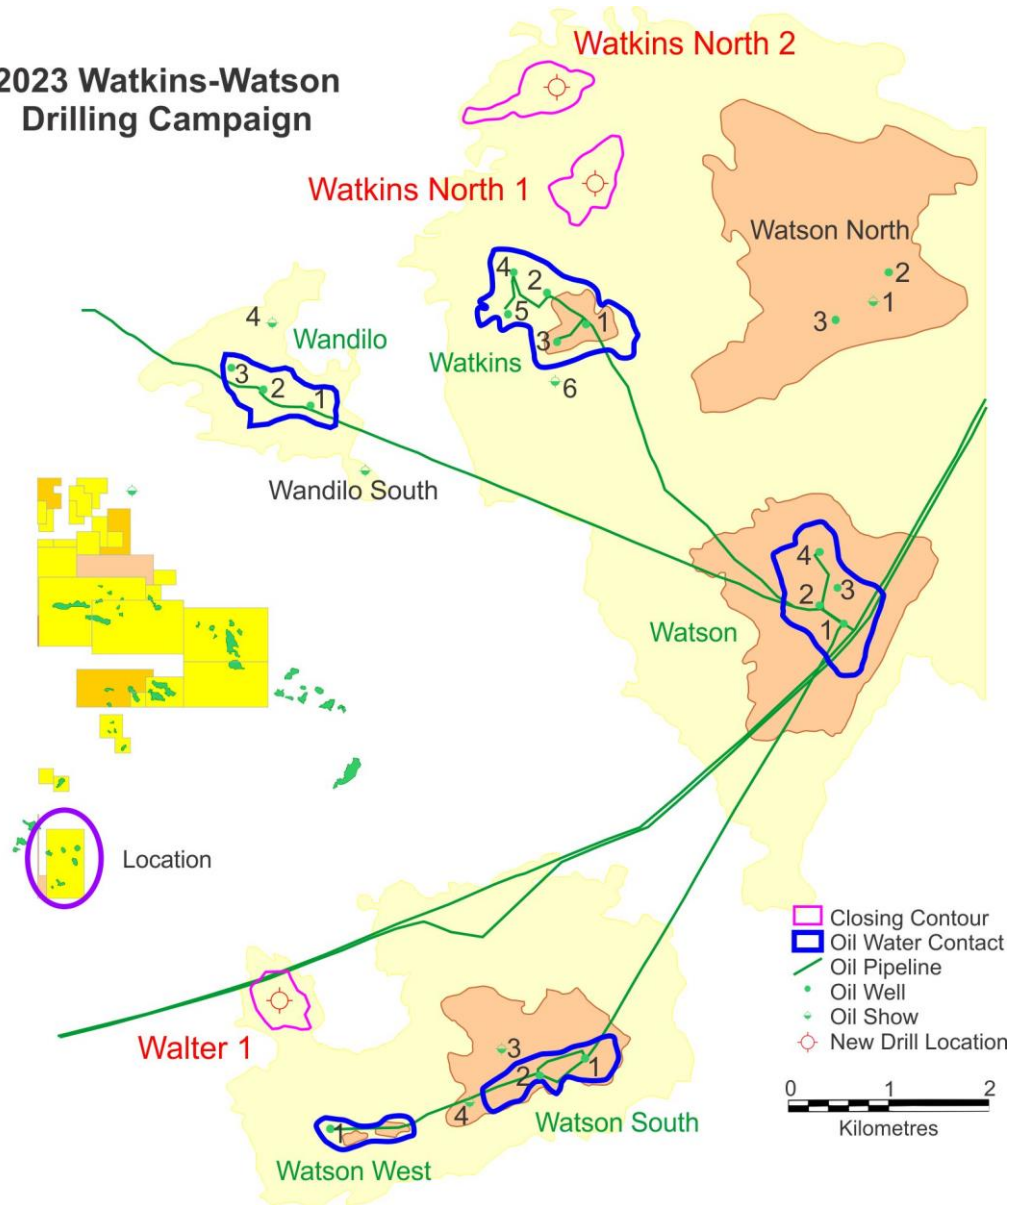 2023 Watkins-Watson
Drilling Campaign
Watkins North 2
Watkins North 1
Watson North
2
1
3
4
2
5
1
3
Watkins
6
4
Wandilo
3
2
1
Wandilo South
4
3
2
1
Watson
Location
Closing Contour
Oil Water Contact
Oil Pipeline
Oil Well
Oil Show
New Drill Location
0 1 2
Kilometres
Walter 1
3
2
1
4
Watson South
1
Watson West